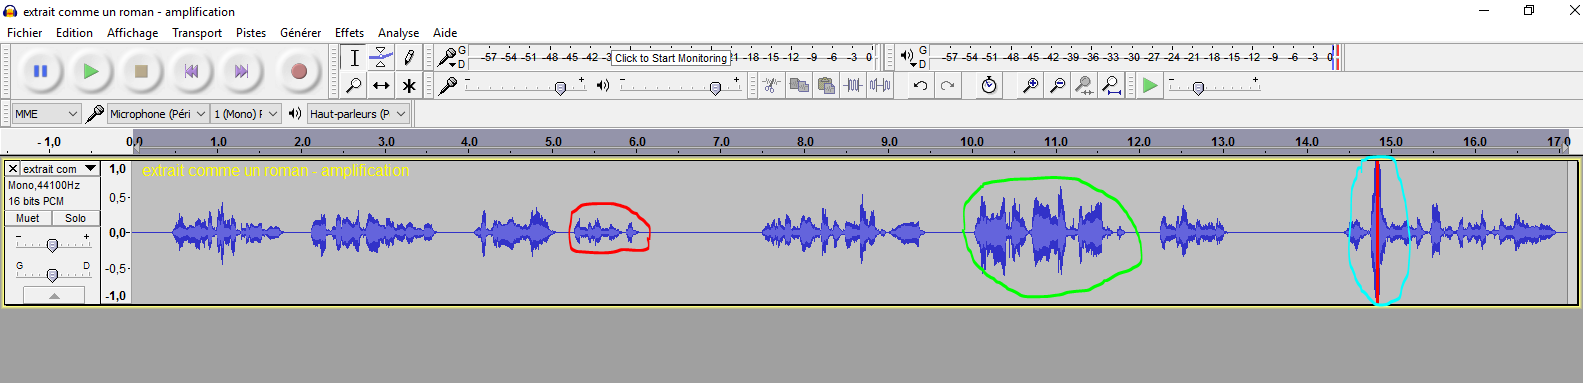 extrait comme un roman - amplification
Fichier Edition Affichage Transport Pistes Générer Effets Analyse Aide
G D -57 -54 -51 -48 -45 -42 Click to Start Monitoring -18 -15 -12 -9 -6 -3 0 G D -57 -54 -51 -48 -45 -42 -39 -36 -33 -30 -27 -24 -21 -18 -15 -12 -9 -6 -3 0
- + - + - +
MME Microphone (Péri 1 (Mono) Haut-parleurs (P
- 1,0 1.0 2.0 3.0 4.0 5.0 6.0 7.0 8.0 9.0 10.0 11.0 12.0 13.0 14.0 15.0 16.0 17.0
X extrait com 1,0 extrait comme un roman - amplification
Mono,44100Hz
16 bits PCM 0,5-
Muet Solo
- + 0,0-
G D -0,5-
-1,0